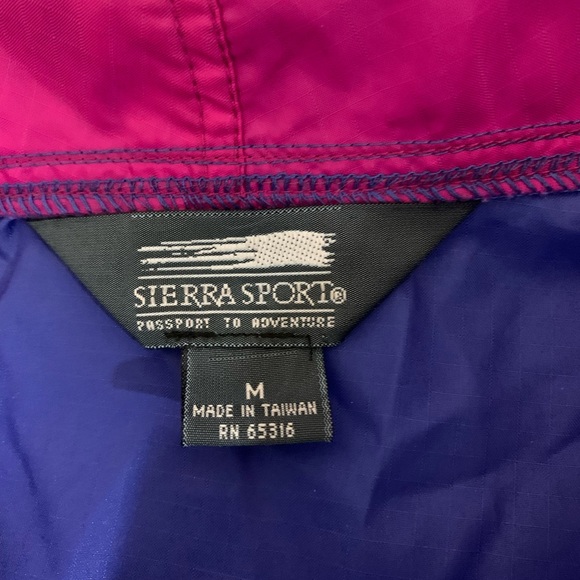 SIERRA SPORT®
PASSPORT TO ADVENTURE
M
MADE IN TAIWAN
RN 65316